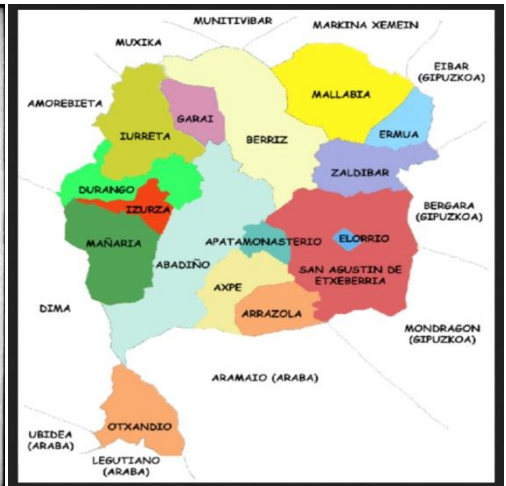 MUNITIVIBAR
MARKINA XEMEIN
MUXIKA
EIBAR
(GIPUZKOA)
MALLABIA
AMOREBIETA
GARAI
ERMUA
IURRETA
BERRIZ
ZALDIBAR
DURANGO
IZURZA
BERGARA
(GIPUZKOA)
MAÑARIA
APATAMONASTERIO
ELORRIO
ABADIÑO
SAN AGUSTIN DE
ETXEBERRIA
AXPE
DIMA
ARRAZOLA
MONDRAGON
(GIPUZKOA)
ARAMAIO (ARABA)
OTXANDIO
UBIDEA
(ARABA)
LEGUTIANO
(ARABA)